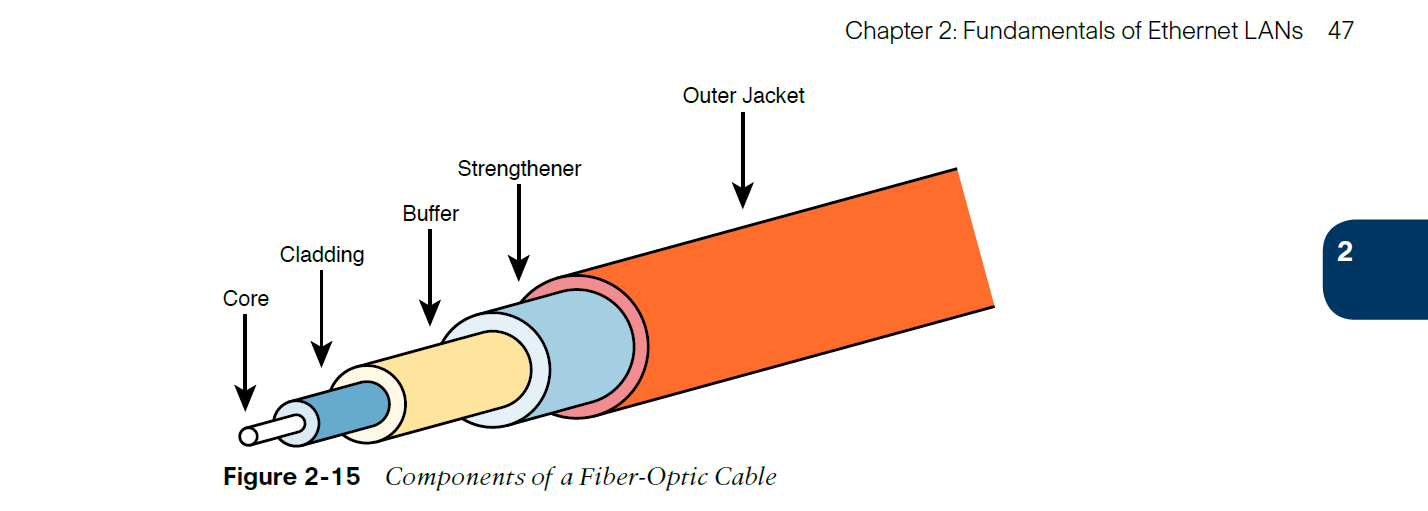 Chapter 2: Fundamentals of Ethernet LANs 47
Outer Jacket
Strengthener
Buffer
Cladding
Core
2
Figure 2-15 Components of a Fiber-Optic Cable